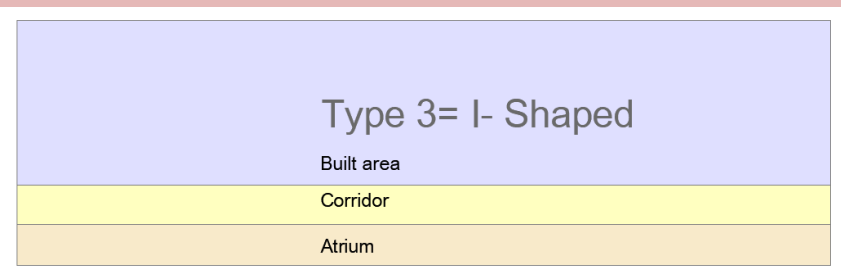 Type 3= I- Shaped
Built area
Corridor
Atrium